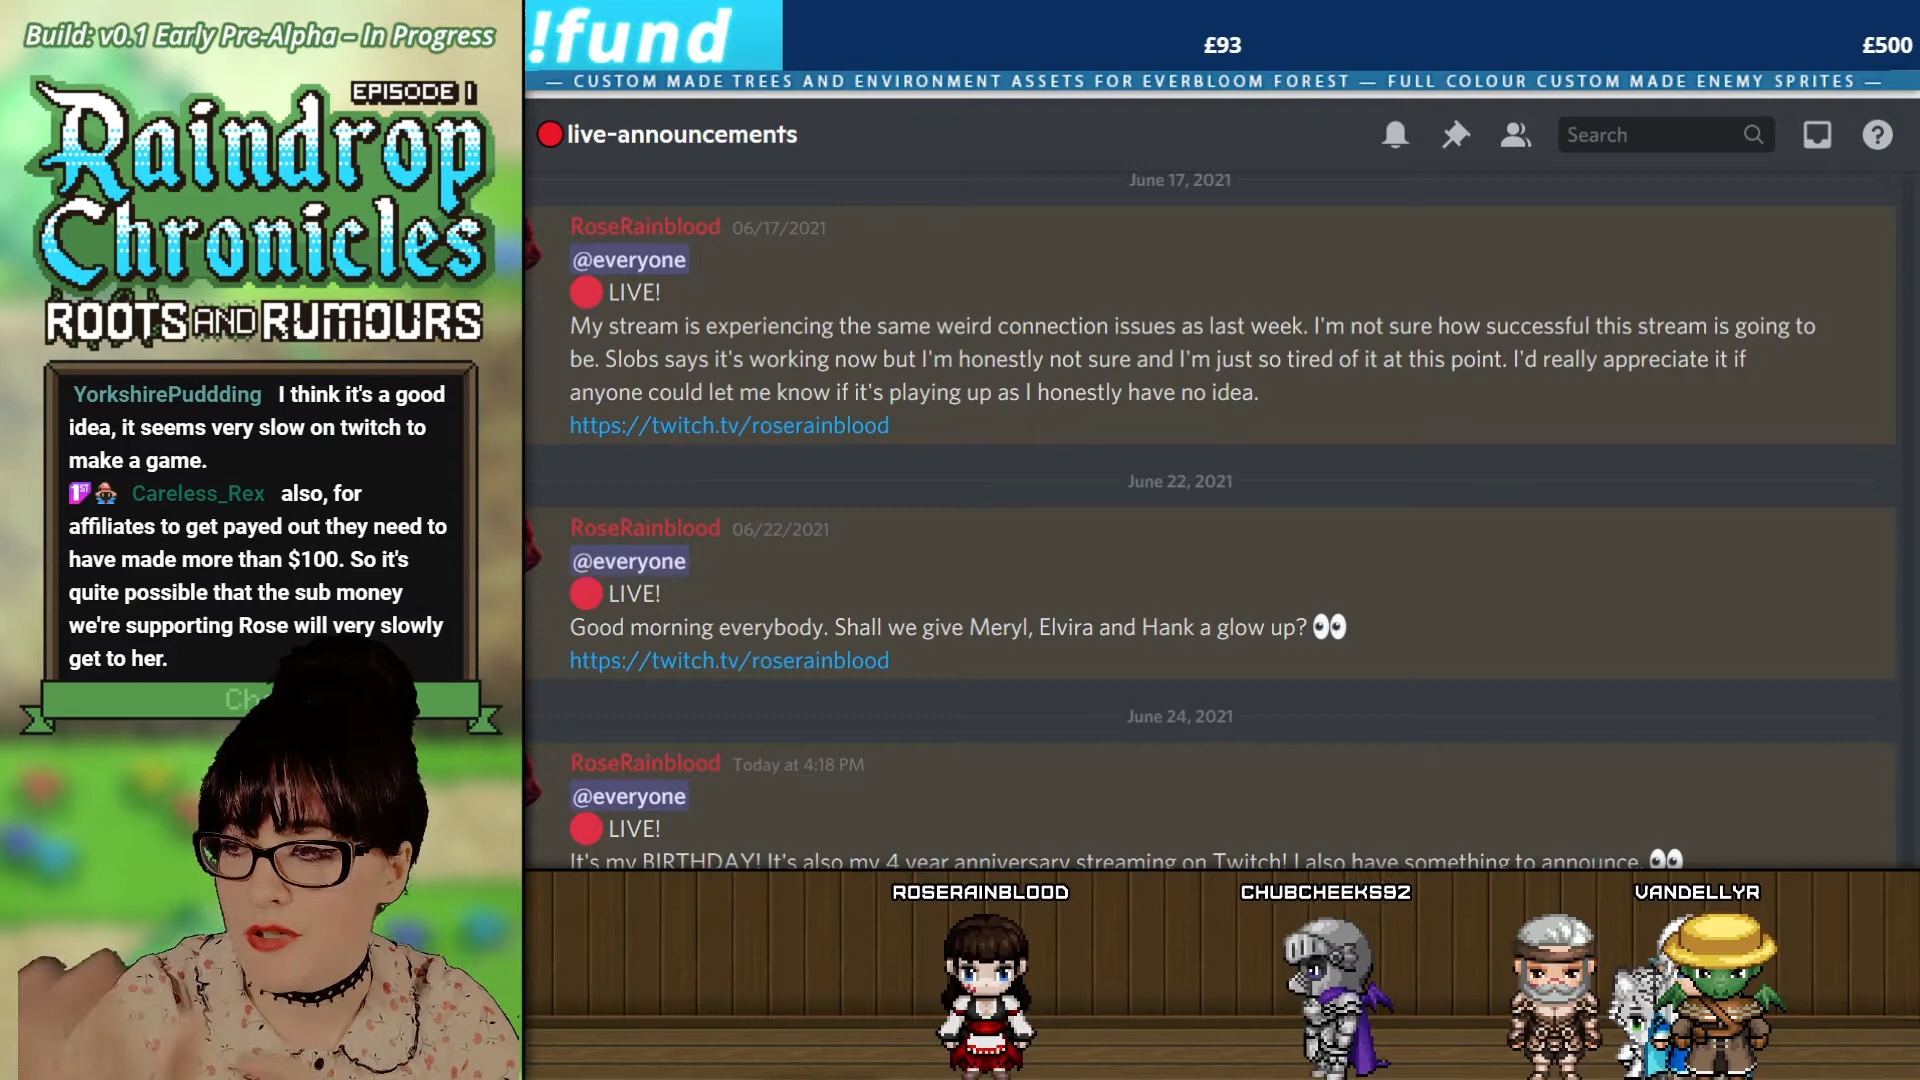 Build: v0.1 Early Pre-Alpha – In Progress
EPISODE I
Raindrop
Chronicles
ROOTS AND RUMOURS
YorkshirePuddding I think it's a good
idea, it seems very slow on twitch to
make a game.
1ST Careless_Rex also, for
affiliates to get payed out they need to
have made more than $100. So it's
quite possible that the sub money
we're supporting Rose will very slowly
get to her.
!fund
£93
£500
— CUSTOM MADE TREES AND ENVIRONMENT ASSETS FOR EVERBLOOM FOREST — FULL COLOUR CUSTOM MADE ENEMY SPRITES —
live-announcements
Search
June 17, 2021
RoseRainblood 06/17/2021
@everyone
LIVE!
My stream is experiencing the same weird connection issues as last week. I'm not sure how successful this stream is going to
be. Slobs says it's working now but I'm honestly not sure and I'm just so tired of it at this point. I'd really appreciate it if
anyone could let me know if it's playing up as I honestly have no idea.
https://twitch.tv/roserainblood
June 22, 2021
RoseRainblood 06/22/2021
@everyone
LIVE!
Good morning everybody. Shall we give Meryl, Elvira and Hank a glow up? 👀
https://twitch.tv/roserainblood
June 24, 2021
RoseRainblood Today at 4:18 PM
@everyone
LIVE!
It's my BIRTHDAY! It's also my 4 year anniversary streaming on Twitch! I also have something to announce. 👀
ROSERAINBLOOD
CHUBCHEEKS92
VANDELLYR